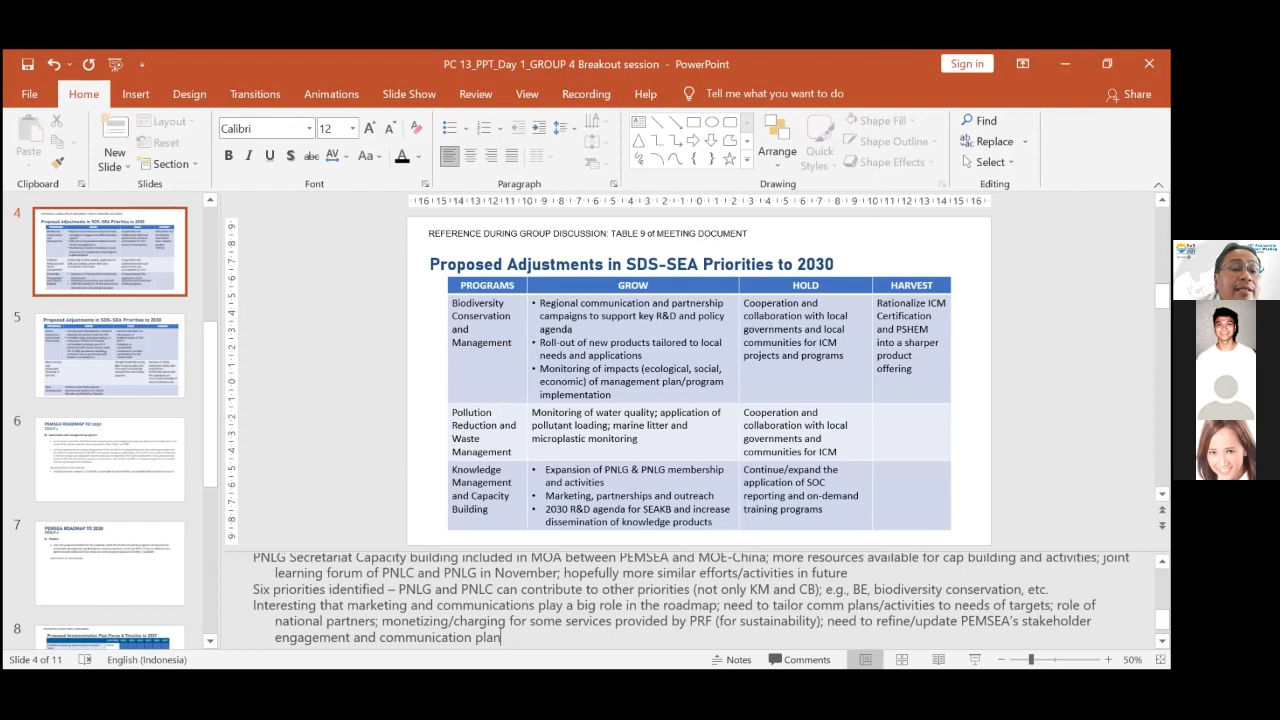 PC 13_PPT_Day 1_GROUP 4 Breakout session - PowerPoint
Sign in
File Home Insert Design Transitions Animations Slide Show Review View Recording Help Tell me what you want to do Share
Paste
Clipboard
New
Slide
Layout
Reset
Section
Slides
Calibri 12
B I U S abc AV Aa A
Font
Paragraph
Arrange
Quick
Styles
Shape Fill
Shape Outline
Shape Effects
Drawing
Find
Replace
Select
Editing
4
5
6
PEMSEA ROADMAP TO 2030
7
PEMSEA ROADMAP TO 2030
8
REFERENCE DURING DISCUSSION: TABLE 9 of MEETING DOCUMENT
Proposed Adjustments in SDS-SEA Priorities to 2030
PROGRAMS GROW HOLD HARVEST
Biodiversity
Conservation
and
Management
• Regional communication and partnership
campaign to support key R&D and policy
agenda
• Roll-out of new products tailored to local
needs and applications
• Monitoring of impacts (ecological, social,
economic) of management plan/program
implementation
Cooperation and
collaboration with local
governments and
communities for ICM
projects and programs
Rationalize ICM
Certification
and PSHEM
into a sharper
product
offering
Pollution
Reduction and
Waste
Management
Monitoring of water quality; application of
pollutant loading; marine litter and
microplastic monitoring
Cooperation and
collaboration with local
governments and
communities for ICM
Knowledge
Management
and Capacity
Building
• Expansion of PNLG & PNLG membership
and activities
• Marketing, partnerships and outreach
• 2030 R&D agenda for SEAKB and increase
dissemination of knowledge products
application of SOC
reporting and on-demand
training programs
PNLG Secretariat Capacity building included in MOA between PEMSEA and MOE-China; more resources available for cap building and activities; joint
learning forum of PNLC and PNLG in November; hopefully more similar efforts/activities in future
Six priorities identified – PNLG and PNLC can contribute to other priorities (not only KM and CB); e.g., BE, biodiversity conservation, etc.
Interesting that marketing and communications play a big role in the roadmap; need to tailor comm plans/activities to needs of targets; role of
national partners; monetizing/charging for some services provided by PRF (for sustainability); need to refine/update PEMSEA's stakeholder
engagement and communication plan
Slide 4 of 11 English (Indonesia) Notes Comments 50%